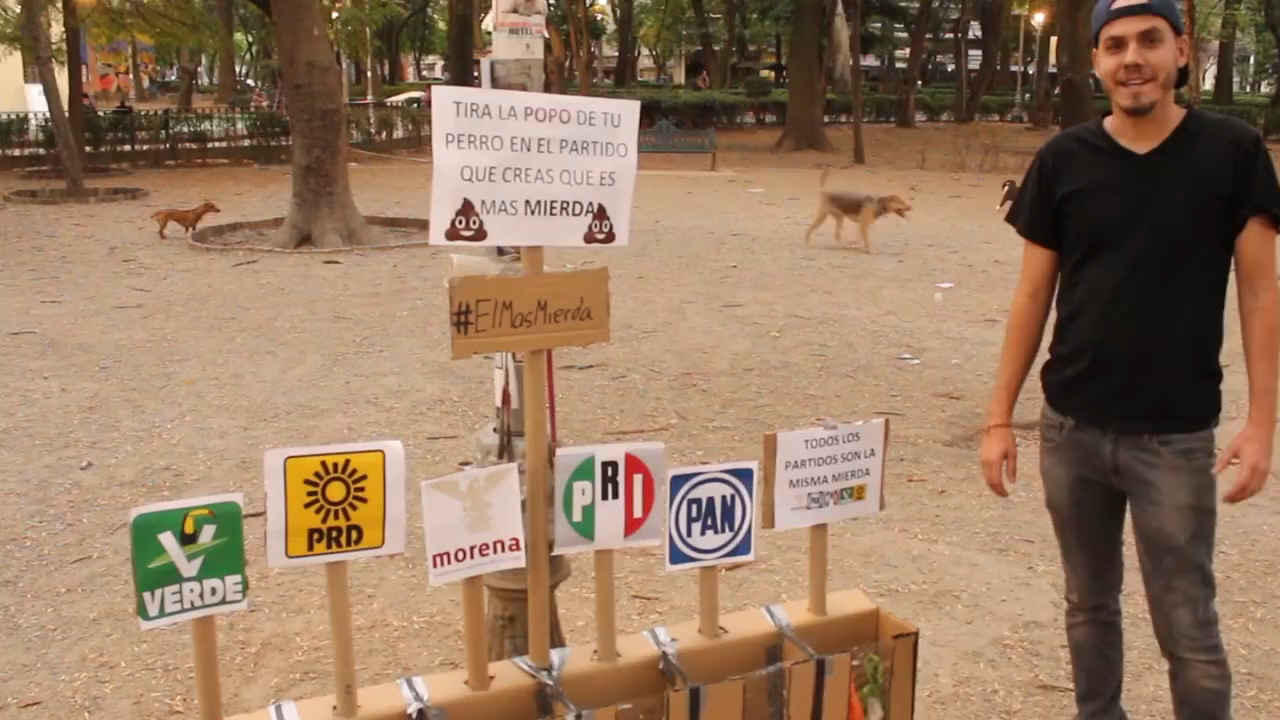 HOTEL
TIRA LA POPO DE TU
PERRO EN EL PARTIDO
QUE CREAS QUE ES
MAS MIERDA
#ElMasMierda
VERDE
PRD
morena
PRI
PAN
TODOS LOS
PARTIDOS SON LA
MISMA MIERDA